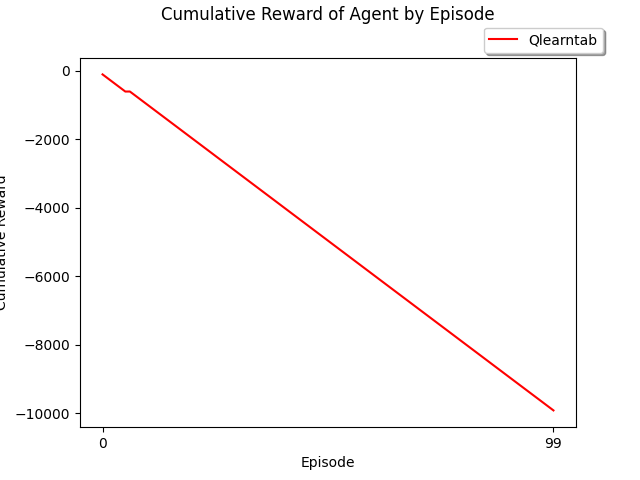 Cumulative Reward of Agent by Episode
Qlearntab
0
−2000
−4000
−6000
−8000
−10000
Cumulative Reward
0 99
Episode